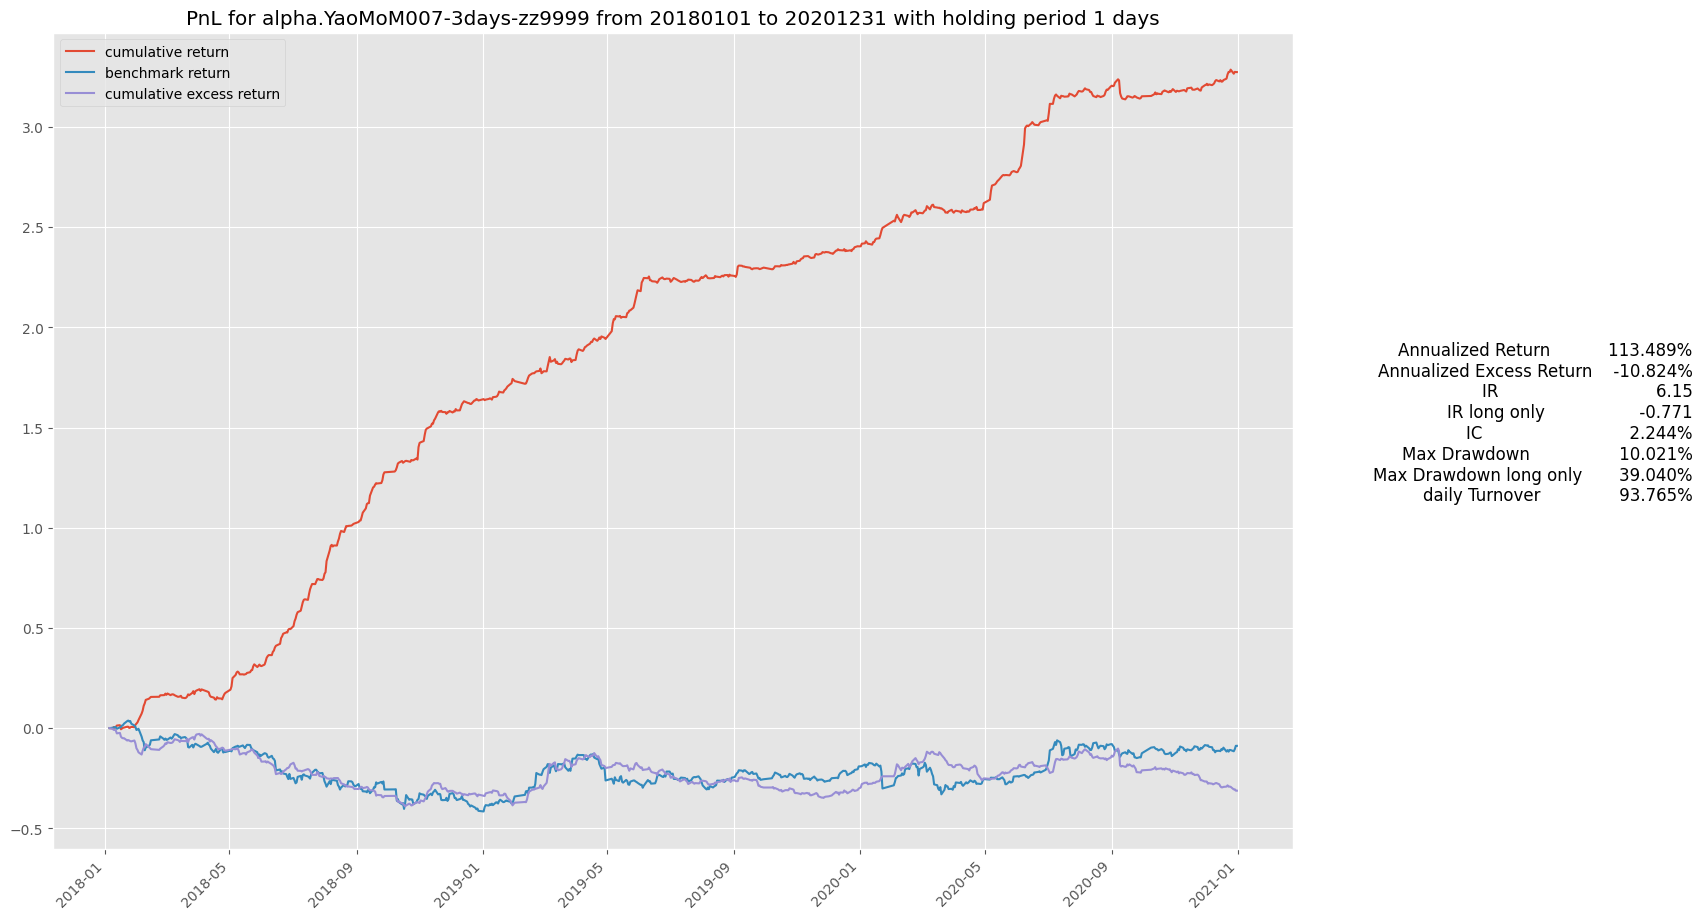 PnL for alpha.YaoMoM007-3days-zz9999 from 20180101 to 20201231 with holding period 1 days
cumulative return
benchmark return
cumulative excess return
3.0
2.5
2.0
1.5
1.0
0.5
0.0
−0.5
2018-01
2018-05
2018-09
2019-01
2019-05
2019-09
2020-01
2020-05
2020-09
2021-01
Annualized Return 113.489%
Annualized Excess Return -10.824%
IR 6.15
IR long only -0.771
IC 2.244%
Max Drawdown 10.021%
Max Drawdown long only 39.040%
daily Turnover 93.765%